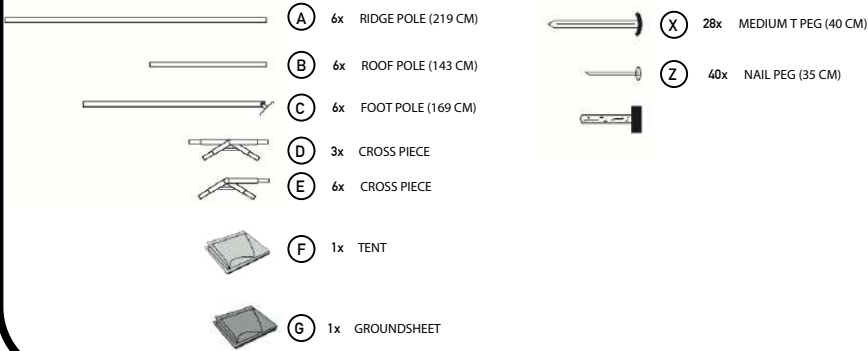 A 6x RIDGE POLE (219 CM)
B 6x ROOF POLE (143 CM)
C 6x FOOT POLE (169 CM)
D 3x CROSS PIECE
E 6x CROSS PIECE
F 1x TENT
G 1x GROUNDSHEET
X 28x MEDIUM T PEG (40 CM)
Z 40x NAIL PEG (35 CM)